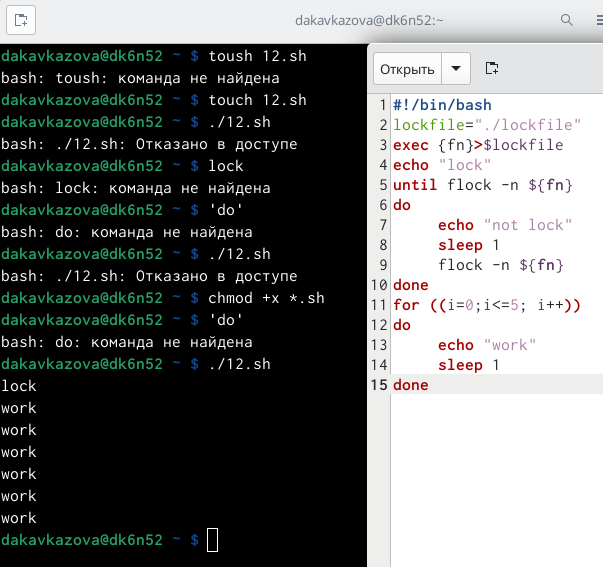 dakavkazova@dk6n52:~
dakavkazova@dk6n52 ~ $ toush 12.sh
bash: toush: команда не найдена
dakavkazova@dk6n52 ~ $ touch 12.sh
dakavkazova@dk6n52 ~ $ ./12.sh
bash: ./12.sh: Отказано в доступе
dakavkazova@dk6n52 ~ $ lock
bash: lock: команда не найдена
dakavkazova@dk6n52 ~ $ 'do'
bash: do: команда не найдена
dakavkazova@dk6n52 ~ $ ./12.sh
bash: ./12.sh: Отказано в доступе
dakavkazova@dk6n52 ~ $ chmod +x *.sh
dakavkazova@dk6n52 ~ $ 'do'
bash: do: команда не найдена
dakavkazova@dk6n52 ~ $ ./12.sh
lock
work
work
work
work
work
work
dakavkazova@dk6n52 ~ $
Открыть
1 #!/bin/bash
2 lockfile="./lockfile"
3 exec {fn}>$lockfile
4 echo "lock"
5 until flock -n ${fn}
6 do
7 echo "not lock"
8 sleep 1
9 flock -n ${fn}
10 done
11 for ((i=0;i<=5; i++))
12 do
13 echo "work"
14 sleep 1
15 done